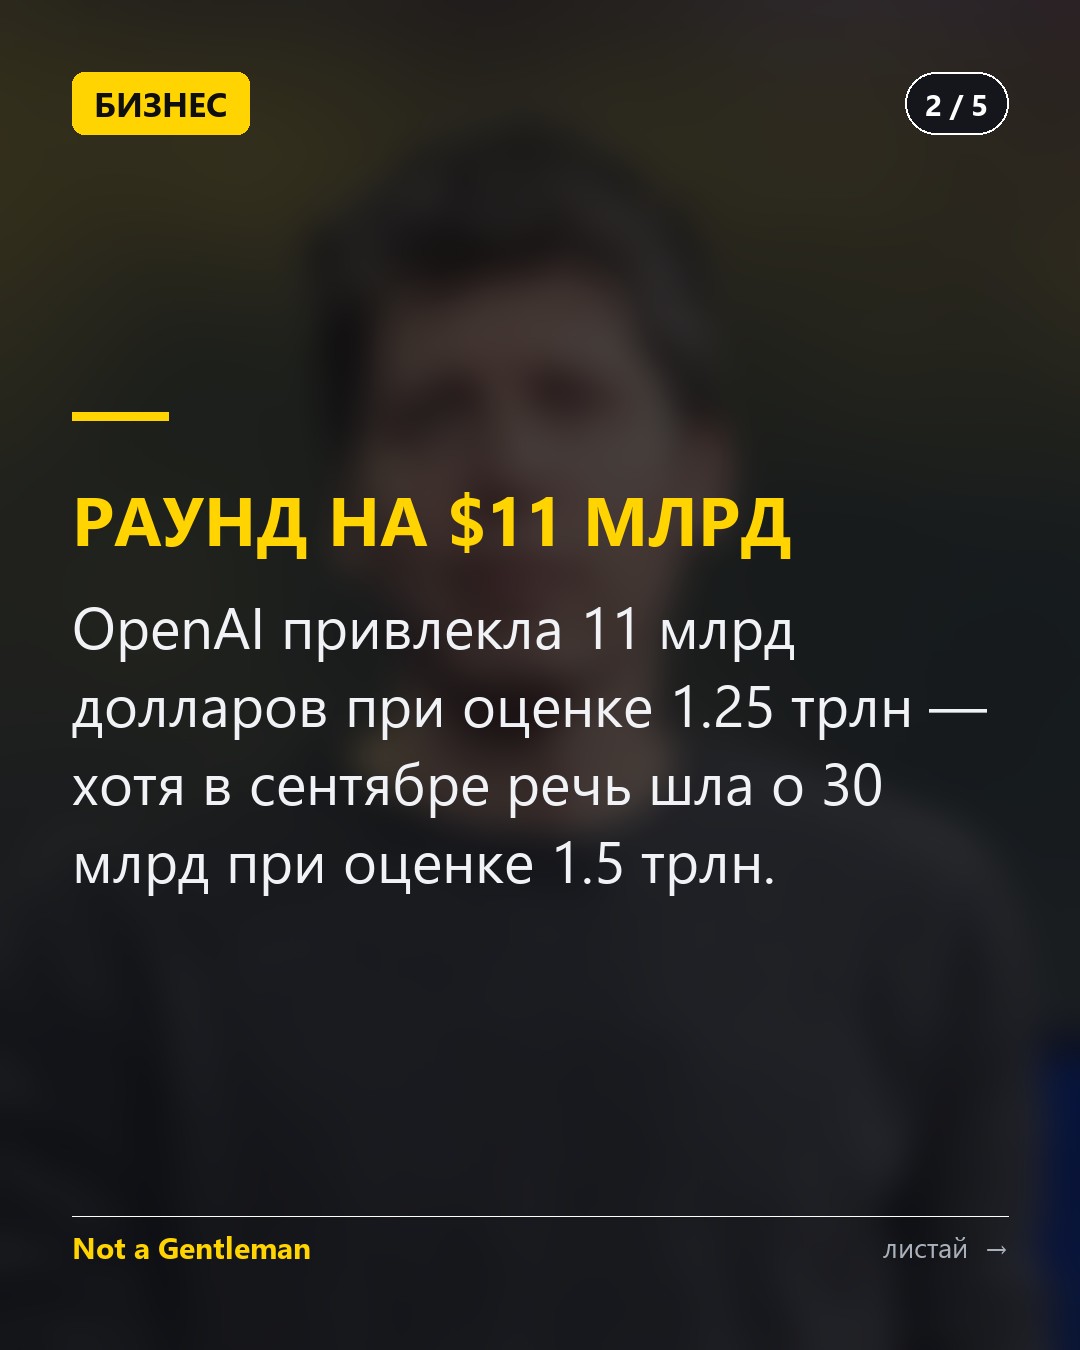 БИЗНЕС
2 / 5
РАУНД НА $11 МЛРД
OpenAI привлекла 11 млрд
долларов при оценке 1.25 трлн —
хотя в сентябре речь шла о 30
млрд при оценке 1.5 трлн.
Not a Gentleman
листай →